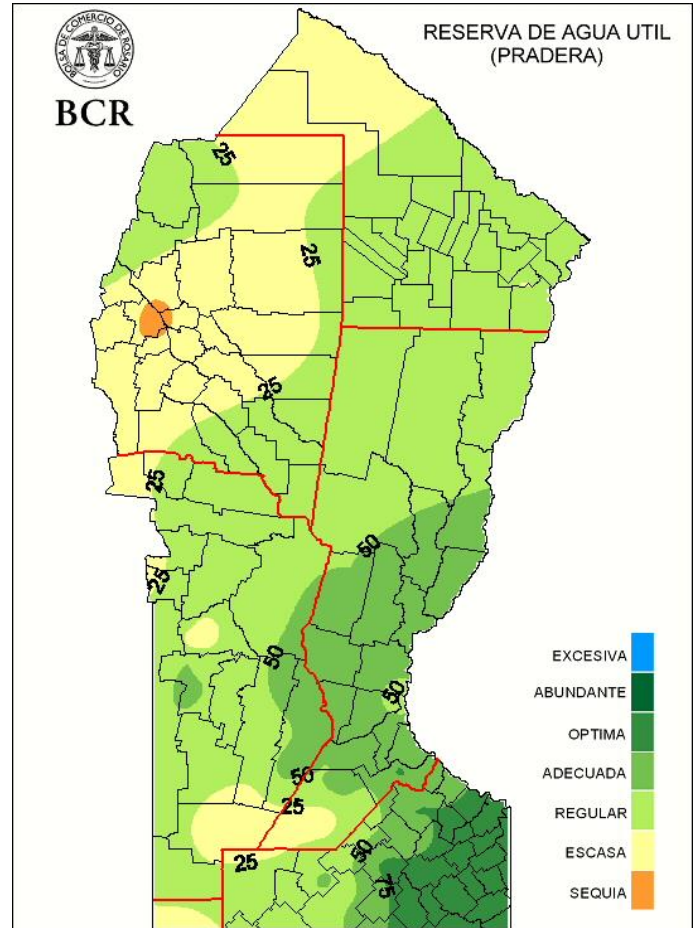 BOLSA DE COMERCIO DE ROSARIO
BCR
RESERVA DE AGUA UTIL
(PRADERA)
25
25
25
25
25
50
50
50
50
25
25
50
75
EXCESIVA
ABUNDANTE
OPTIMA
ADECUADA
REGULAR
ESCASA
SEQUIA